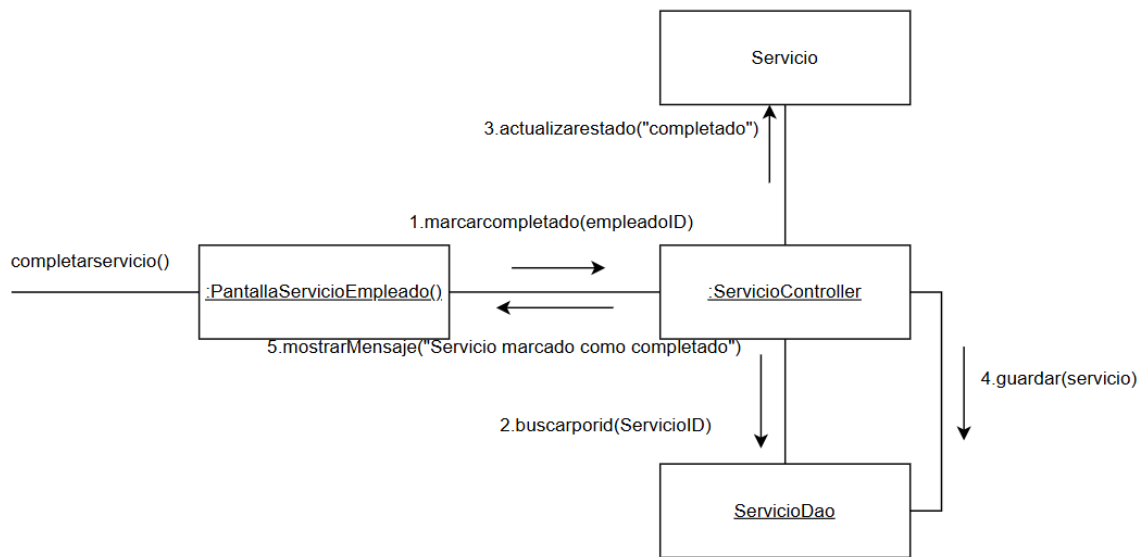 Servicio
3.actualizarestado("completado")
1.marcarcompletado(empleadoID)
completarservicio()
:PantallaServicioEmpleado()
:ServicioController
5.mostrarMensaje("Servicio marcado como completado")
4.guardar(servicio)
2.buscarporid(ServicioID)
ServicioDao